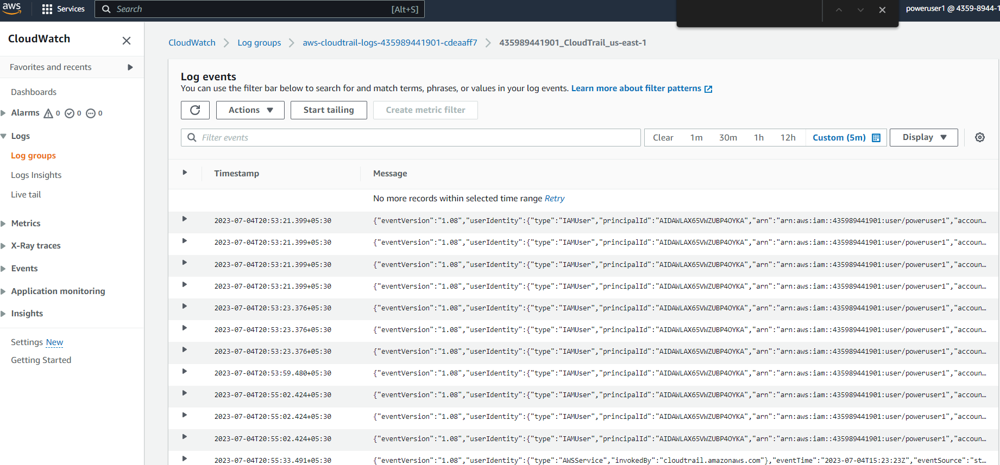 aws Services Search [Alt+S] poweruser1 @ 4359-8944-1
CloudWatch
Favorites and recents
Dashboards
Alarms 0 0 0
Logs
Log groups
Logs Insights
Live tail
Metrics
X-Ray traces
Events
Application monitoring
Insights
Settings New
Getting Started
CloudWatch Log groups aws-cloudtrail-logs-435989441901-cdeaaff7 435989441901_CloudTrail_us-east-1
Log events
You can use the filter bar below to search for and match terms, phrases, or values in your log events. Learn more about filter patterns
Actions Start tailing Create metric filter
Filter events Clear 1m 30m 1h 12h Custom (5m) Display
Timestamp Message
No more records within selected time range Retry
2023-07-04T20:53:21.399+05:30 {"eventVersion":"1.08","userIdentity":{"type":"IAMUser","principalId":"AIDAWLAX65VWZUBP4OYKA","arn":"arn:aws:iam::435989441901:user/poweruser1","accoun…
2023-07-04T20:53:21.399+05:30 {"eventVersion":"1.08","userIdentity":{"type":"IAMUser","principalId":"AIDAWLAX65VWZUBP4OYKA","arn":"arn:aws:iam::435989441901:user/poweruser1","accoun…
2023-07-04T20:53:21.399+05:30 {"eventVersion":"1.08","userIdentity":{"type":"IAMUser","principalId":"AIDAWLAX65VWZUBP4OYKA","arn":"arn:aws:iam::435989441901:user/poweruser1","accoun…
2023-07-04T20:53:21.399+05:30 {"eventVersion":"1.08","userIdentity":{"type":"IAMUser","principalId":"AIDAWLAX65VWZUBP4OYKA","arn":"arn:aws:iam::435989441901:user/poweruser1","accoun…
2023-07-04T20:53:23.376+05:30 {"eventVersion":"1.08","userIdentity":{"type":"IAMUser","principalId":"AIDAWLAX65VWZUBP4OYKA","arn":"arn:aws:iam::435989441901:user/poweruser1","accoun…
2023-07-04T20:53:23.376+05:30 {"eventVersion":"1.08","userIdentity":{"type":"IAMUser","principalId":"AIDAWLAX65VWZUBP4OYKA","arn":"arn:aws:iam::435989441901:user/poweruser1","accoun…
2023-07-04T20:53:23.376+05:30 {"eventVersion":"1.08","userIdentity":{"type":"IAMUser","principalId":"AIDAWLAX65VWZUBP4OYKA","arn":"arn:aws:iam::435989441901:user/poweruser1","accoun…
2023-07-04T20:53:59.480+05:30 {"eventVersion":"1.08","userIdentity":{"type":"IAMUser","principalId":"AIDAWLAX65VWZUBP4OYKA","arn":"arn:aws:iam::435989441901:user/poweruser1","accoun…
2023-07-04T20:55:02.424+05:30 {"eventVersion":"1.08","userIdentity":{"type":"IAMUser","principalId":"AIDAWLAX65VWZUBP4OYKA","arn":"arn:aws:iam::435989441901:user/poweruser1","accoun…
2023-07-04T20:55:02.424+05:30 {"eventVersion":"1.08","userIdentity":{"type":"IAMUser","principalId":"AIDAWLAX65VWZUBP4OYKA","arn":"arn:aws:iam::435989441901:user/poweruser1","accoun…
2023-07-04T20:55:02.424+05:30 {"eventVersion":"1.08","userIdentity":{"type":"IAMUser","principalId":"AIDAWLAX65VWZUBP4OYKA","arn":"arn:aws:iam::435989441901:user/poweruser1","accoun…
2023-07-04T20:55:33.491+05:30 {"eventVersion":"1.08","userIdentity":{"type":"AWSService","invokedBy":"cloudtrail.amazonaws.com"},"eventTime":"2023-07-04T15:23:23Z","eventSource":"st…